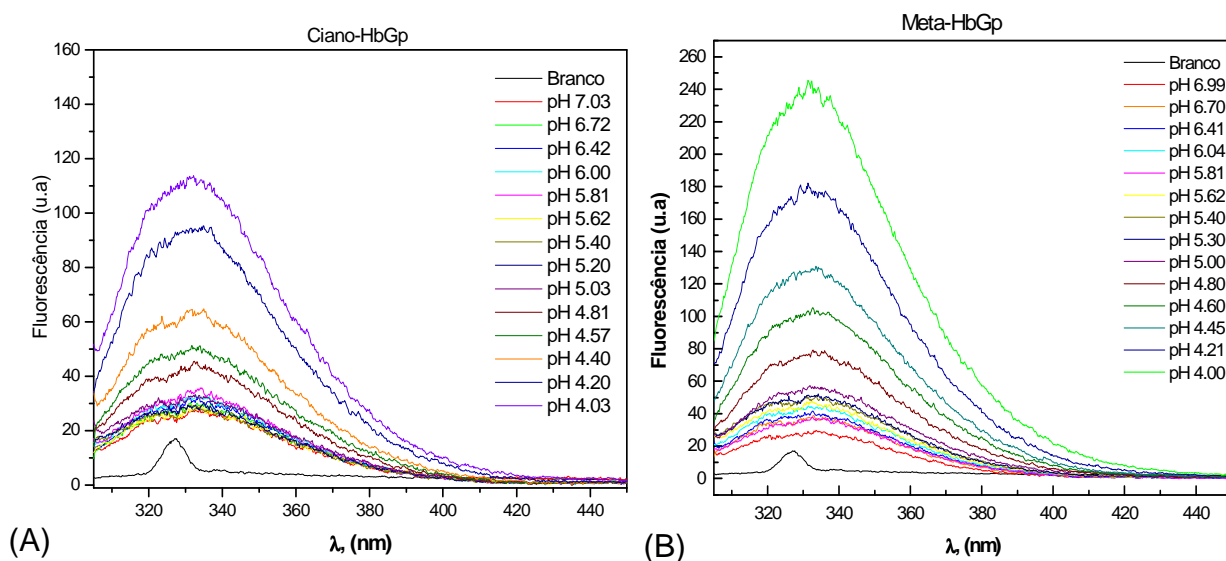 Ciano-HbGp
160
140
120
100
80
60
40
20
0
Fluorescência (u.a)
Branco
pH 7.03
pH 6.72
pH 6.42
pH 6.00
pH 5.81
pH 5.62
pH 5.40
pH 5.20
pH 5.03
pH 4.81
pH 4.57
pH 4.40
pH 4.20
pH 4.03
320 340 360 380 400 420 440
λ, (nm)
(A)
Meta-HbGp
260
240
220
200
180
160
140
120
100
80
60
40
20
0
Fluorescência (u.a)
Branco
pH 6.99
pH 6.70
pH 6.41
pH 6.04
pH 5.81
pH 5.62
pH 5.40
pH 5.30
pH 5.00
pH 4.80
pH 4.60
pH 4.45
pH 4.21
pH 4.00
320 340 360 380 400 420 440
λ, (nm)
(B)